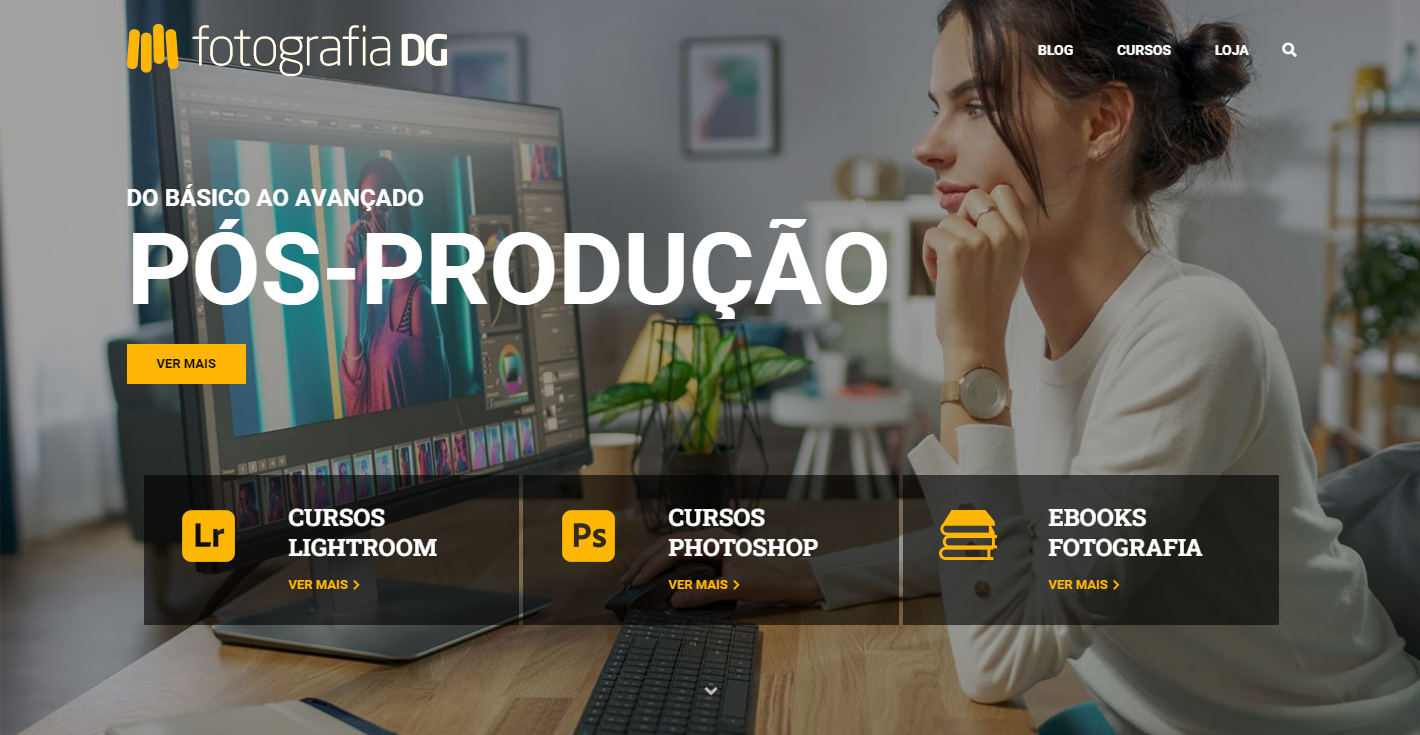 fotografia DG
BLOG CURSOS LOJA
DO BÁSICO AO AVANÇADO
PÓS-PRODUÇÃO
VER MAIS
Lr
CURSOS
LIGHTROOM
VER MAIS
Ps
CURSOS
PHOTOSHOP
VER MAIS
EBOOKS
FOTOGRAFIA
VER MAIS